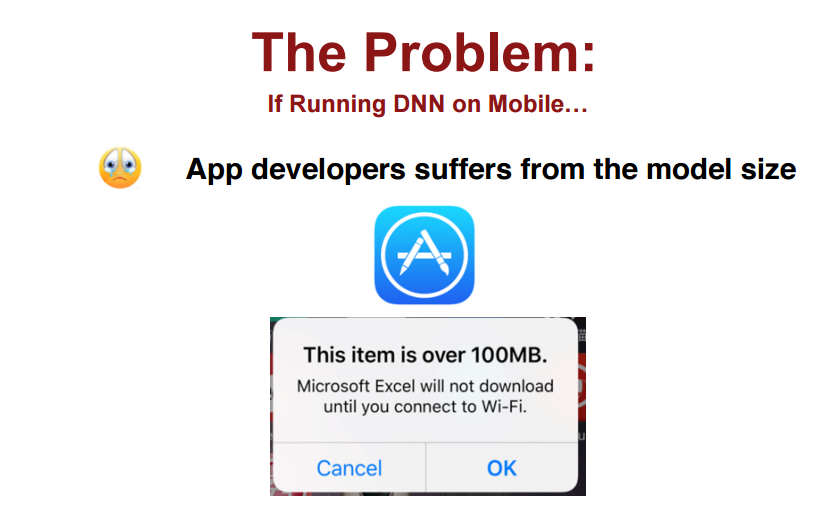 The Problem:
If Running DNN on Mobile…
App developers suffers from the model size
This item is over 100MB.
Microsoft Excel will not download
until you connect to Wi-Fi.
Cancel
OK